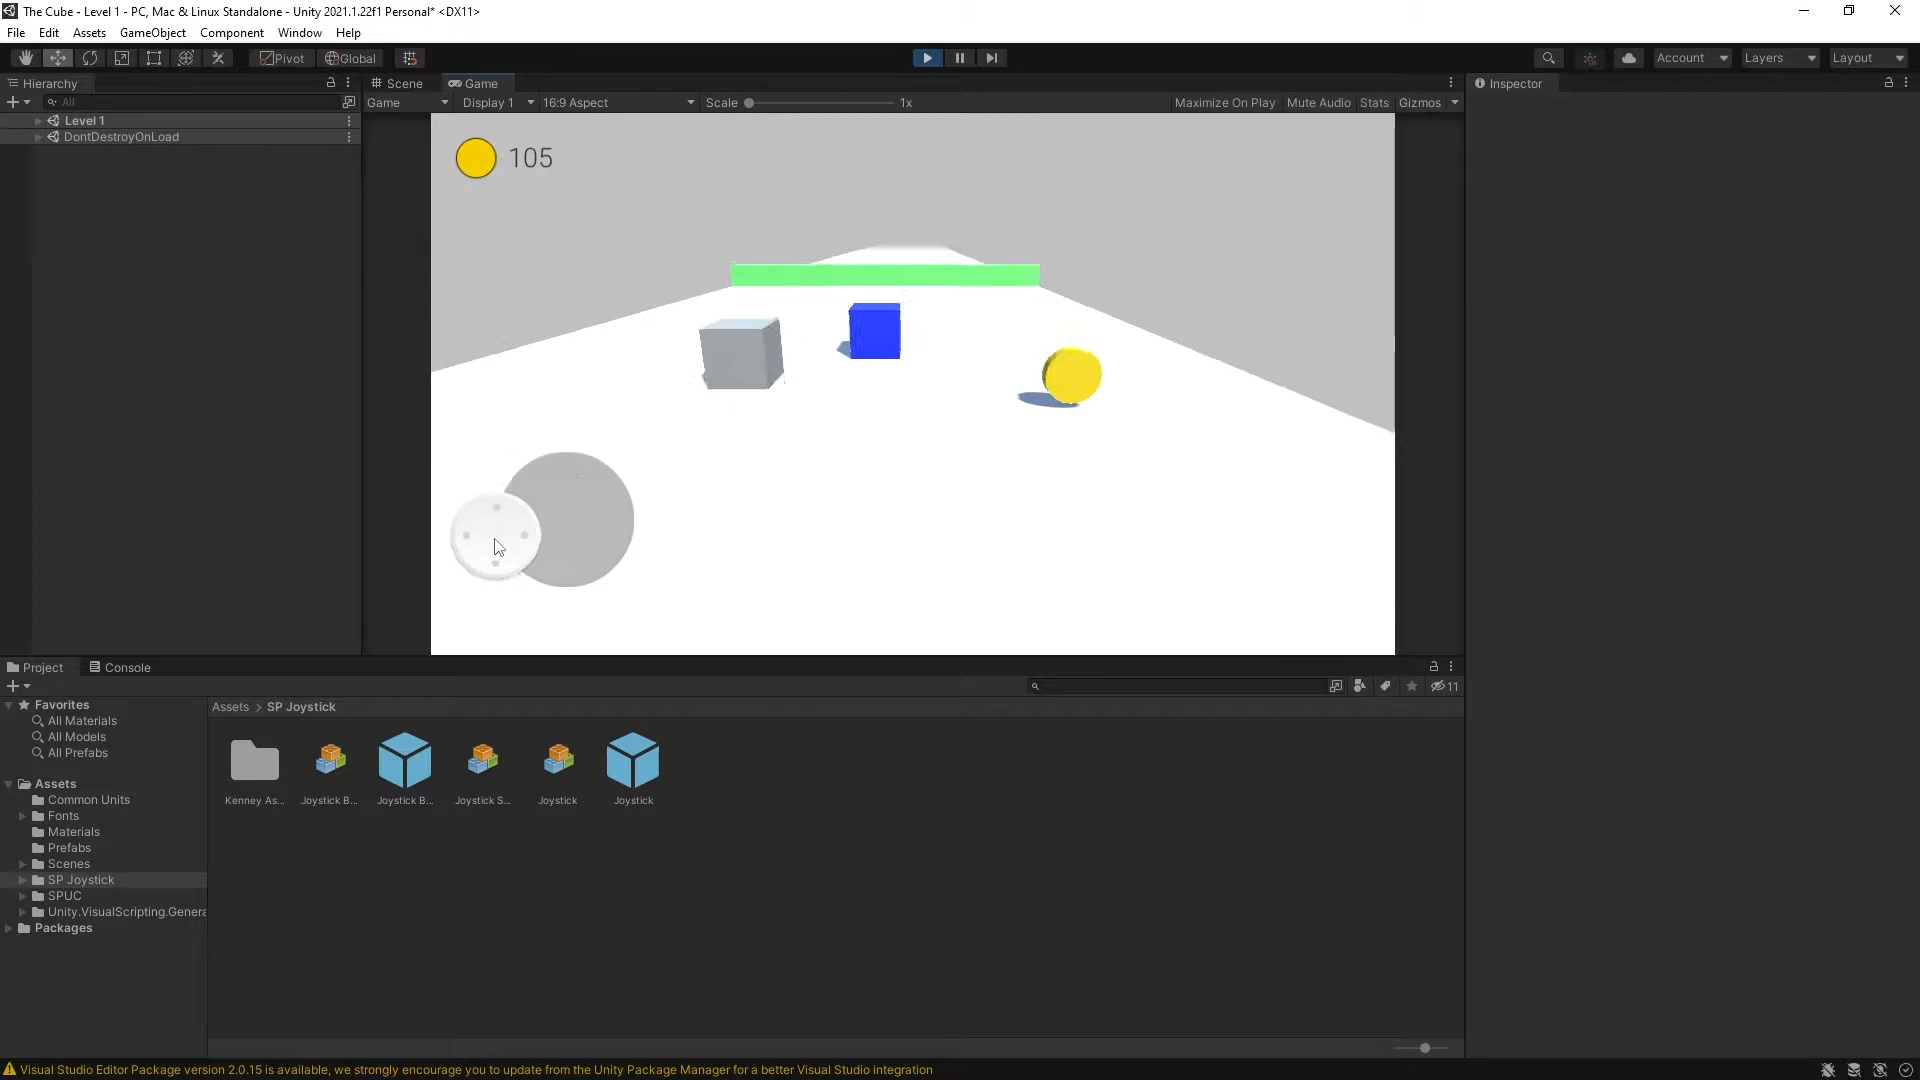 The Cube - Level 1 - PC, Mac & Linux Standalone - Unity 2021.1.22f1 Personal* <DX11>
File Edit Assets GameObject Component Window Help
Pivot Global Account Layers Layout
Hierarchy Scene Game Inspector
All Game Display 1 16:9 Aspect Scale 1x Maximize On Play Mute Audio Stats Gizmos
Level 1
DontDestroyOnLoad
105
Project Console
11
Favorites Assets > SP Joystick
All Materials
All Models
All Prefabs
Kenney As... Joystick B... Joystick B... Joystick S... Joystick Joystick
Assets
Common Units
Fonts
Materials
Prefabs
Scenes
SP Joystick
SPUC
Unity.VisualScripting.Genera
Packages
Visual Studio Editor Package version 2.0.15 is available, we strongly encourage you to update from the Unity Package Manager for a better Visual Studio integration